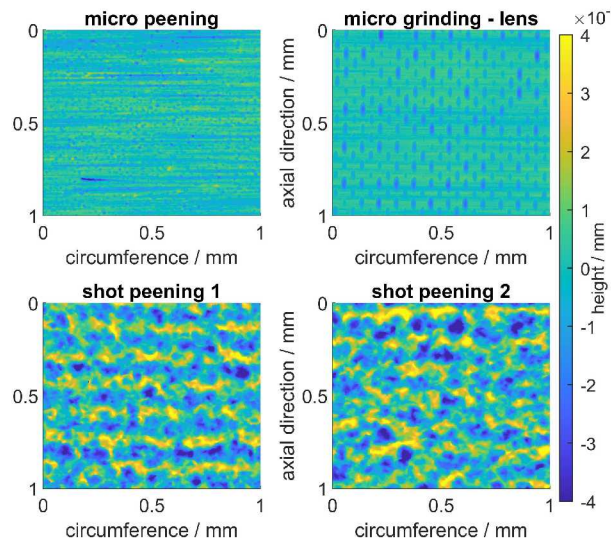 micro peening
micro grinding - lens
×10⁻
0
0.5
1
axial direction / mm
0
0.5
1
circumference / mm
0
0.5
1
axial direction / mm
0
0.5
1
circumference / mm
shot peening 1
shot peening 2
0
0.5
1
0
0.5
1
circumference / mm
0
0.5
1
axial direction / mm
0
0.5
1
circumference / mm
4
3
2
1
0
-1
-2
-3
-4
height / mm